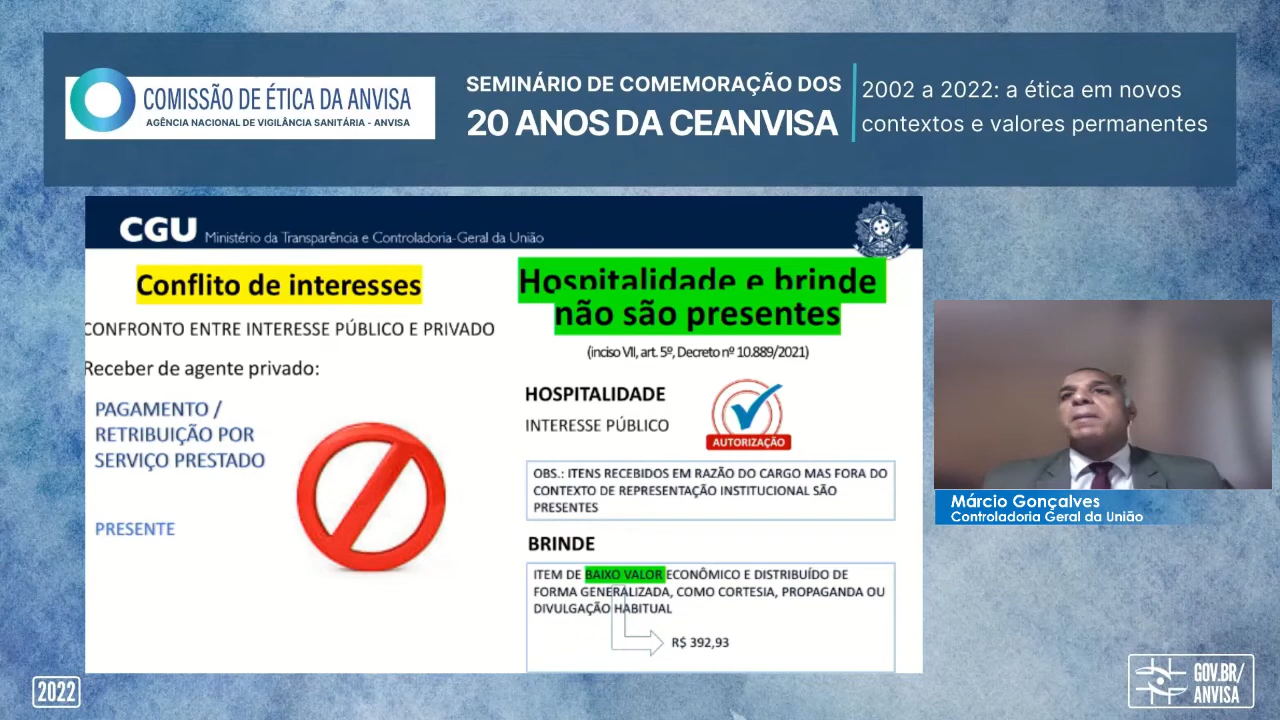 COMISSÃO DE ÉTICA DA ANVISA
AGÊNCIA NACIONAL DE VIGILÂNCIA SANITÁRIA - ANVISA
SEMINÁRIO DE COMEMORAÇÃO DOS
20 ANOS DA CEANVISA
2002 a 2022: a ética em novos
contextos e valores permanentes
CGU Ministério da Transparência e Controladoria-Geral da União
Conflito de interesses
CONFRONTO ENTRE INTERESSE PÚBLICO E PRIVADO
Receber de agente privado:
PAGAMENTO /
RETRIBUIÇÃO POR
SERVIÇO PRESTADO
PRESENTE
Hospitalidade e brinde
não são presentes
(inciso VII, art. 5º, Decreto nº 10.889/2021)
HOSPITALIDADE
INTERESSE PÚBLICO
AUTORIZAÇÃO
OBS.: ITENS RECEBIDOS EM RAZÃO DO CARGO MAS FORA DO
CONTEXTO DE REPRESENTAÇÃO INSTITUCIONAL SÃO
PRESENTES
BRINDE
ITEM DE BAIXO VALOR ECONÔMICO E DISTRIBUÍDO DE
FORMA GENERALIZADA, COMO CORTESIA, PROPAGANDA OU
DIVULGAÇÃO HABITUAL
R$ 392,93
Márcio Gonçalves
Controladoria Geral da União
2022
GOV.BR/
ANVISA